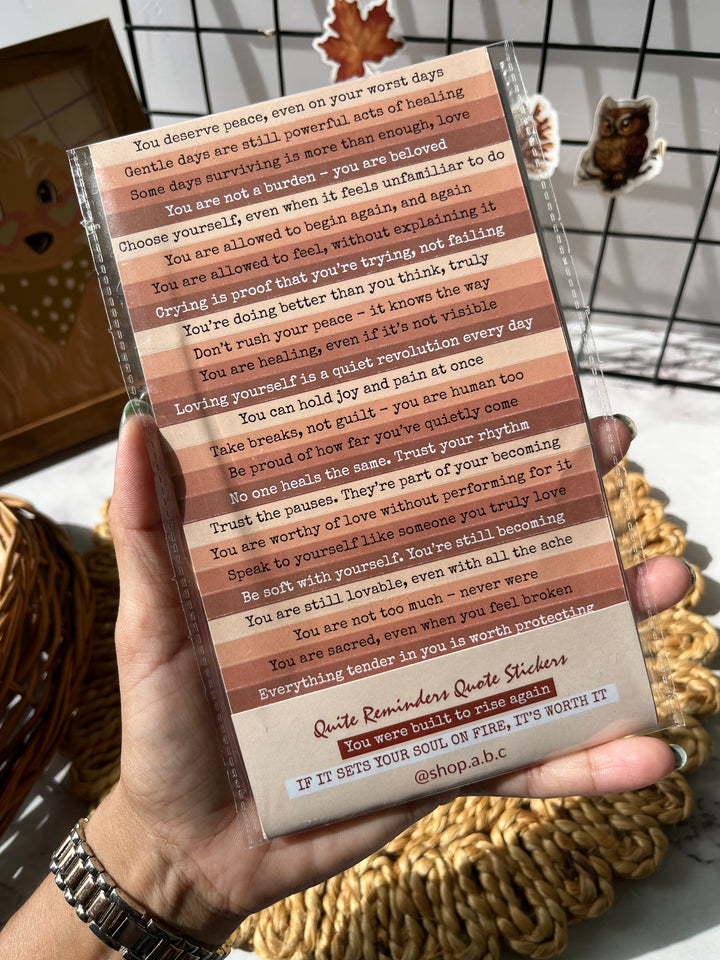 You deserve peace, even on your worst days
Gentle days are still powerful acts of healing
Some days surviving is more than enough, love
You are not a burden – you are beloved
Choose yourself, even when it feels unfamiliar to do
You are allowed to begin again, and again
You are allowed to feel, without explaining it
Crying is proof that you're trying, not failing
You're doing better than you think, truly
Don't rush your peace – it knows the way
You are healing, even if it's not visible
Loving yourself is a quiet revolution every day
You can hold joy and pain at once
Take breaks, not guilt – you are human too
Be proud of how far you've quietly come
No one heals the same. Trust your rhythm
Trust the pauses. They're part of your becoming
You are worthy of love without performing for it
Speak to yourself like someone you truly love
Be soft with yourself. You're still becoming
You are still lovable, even with all the ache
You are not too much – never were
You are sacred, even when you feel broken
Everything tender in you is worth protecting
Quite Reminders Quote Stickers
You were built to rise again
IF IT SETS YOUR SOUL ON FIRE, IT'S WORTH IT
@shop.a.b.c